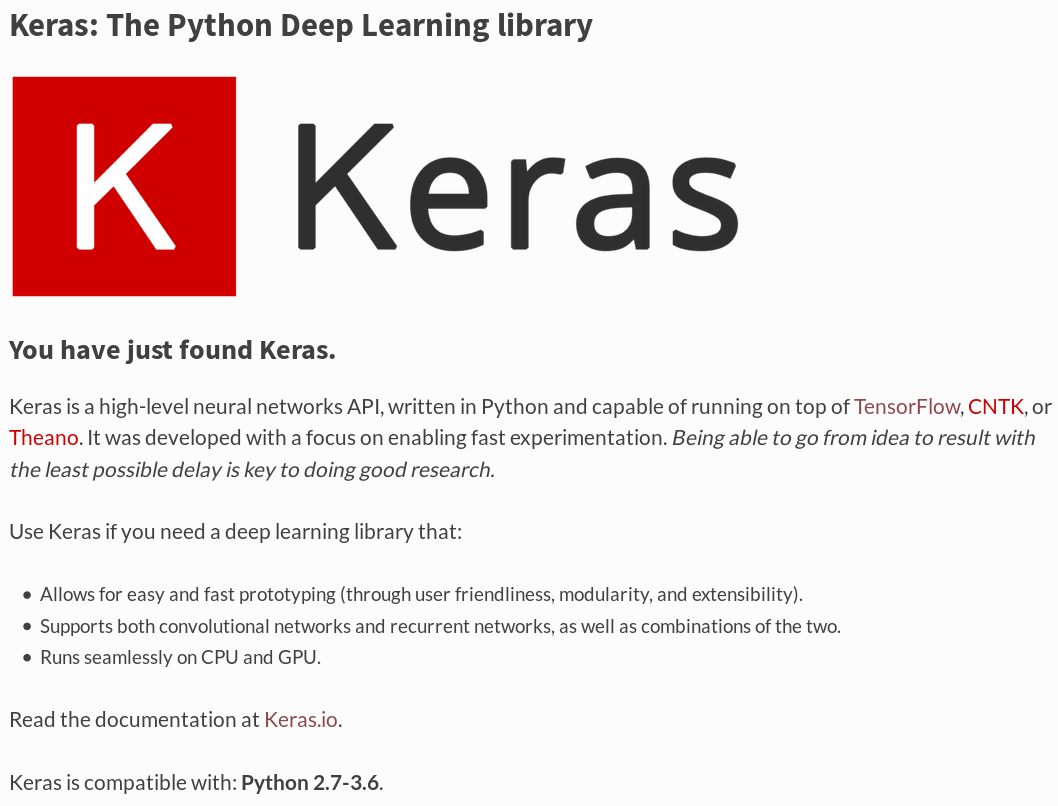 Keras: The Python Deep Learning library
K Keras
You have just found Keras.
Keras is a high-level neural networks API, written in Python and capable of running on top of TensorFlow, CNTK, or
Theano. It was developed with a focus on enabling fast experimentation. Being able to go from idea to result with
the least possible delay is key to doing good research.
Use Keras if you need a deep learning library that:
• Allows for easy and fast prototyping (through user friendliness, modularity, and extensibility).
• Supports both convolutional networks and recurrent networks, as well as combinations of the two.
• Runs seamlessly on CPU and GPU.
Read the documentation at Keras.io.
Keras is compatible with: Python 2.7-3.6.